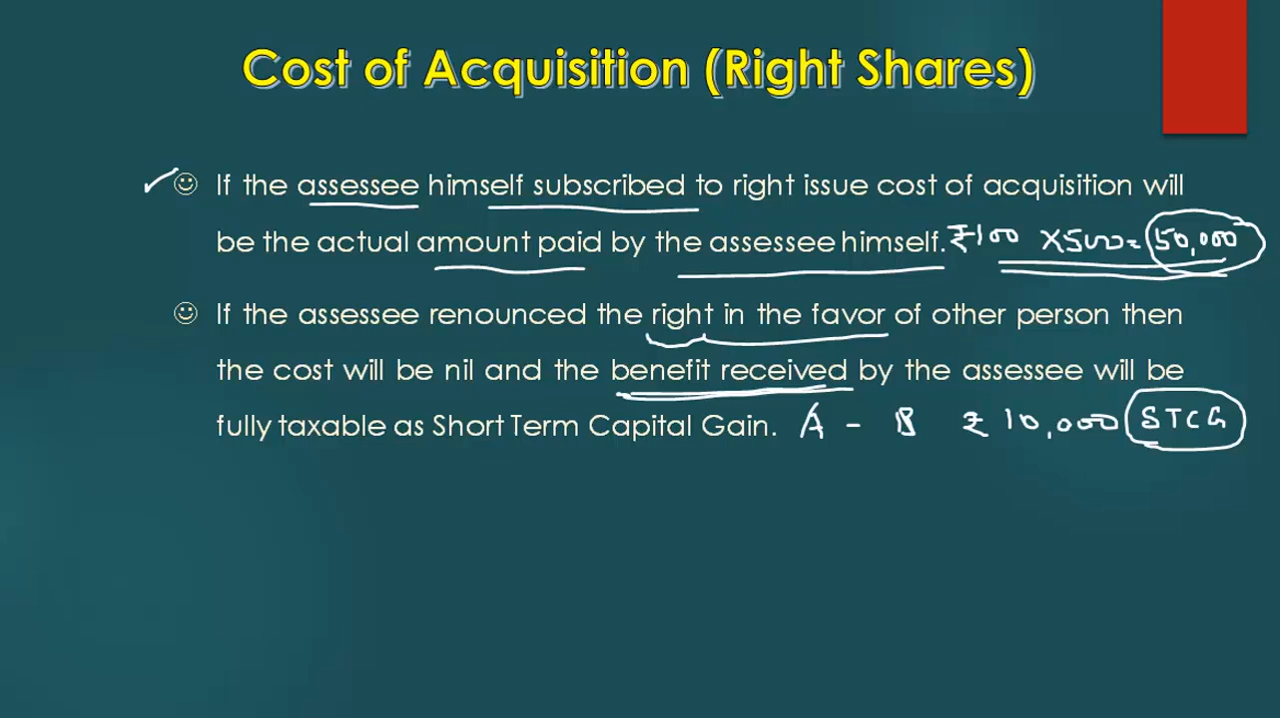 Cost of Acquisition (Right Shares)
If the assessee himself subscribed to right issue cost of acquisition will
be the actual amount paid by the assessee himself. ₹100 X500= 50,000
If the assessee renounced the right in the favor of other person then
the cost will be nil and the benefit received by the assessee will be
fully taxable as Short Term Capital Gain. A - B ₹10,000 STCG